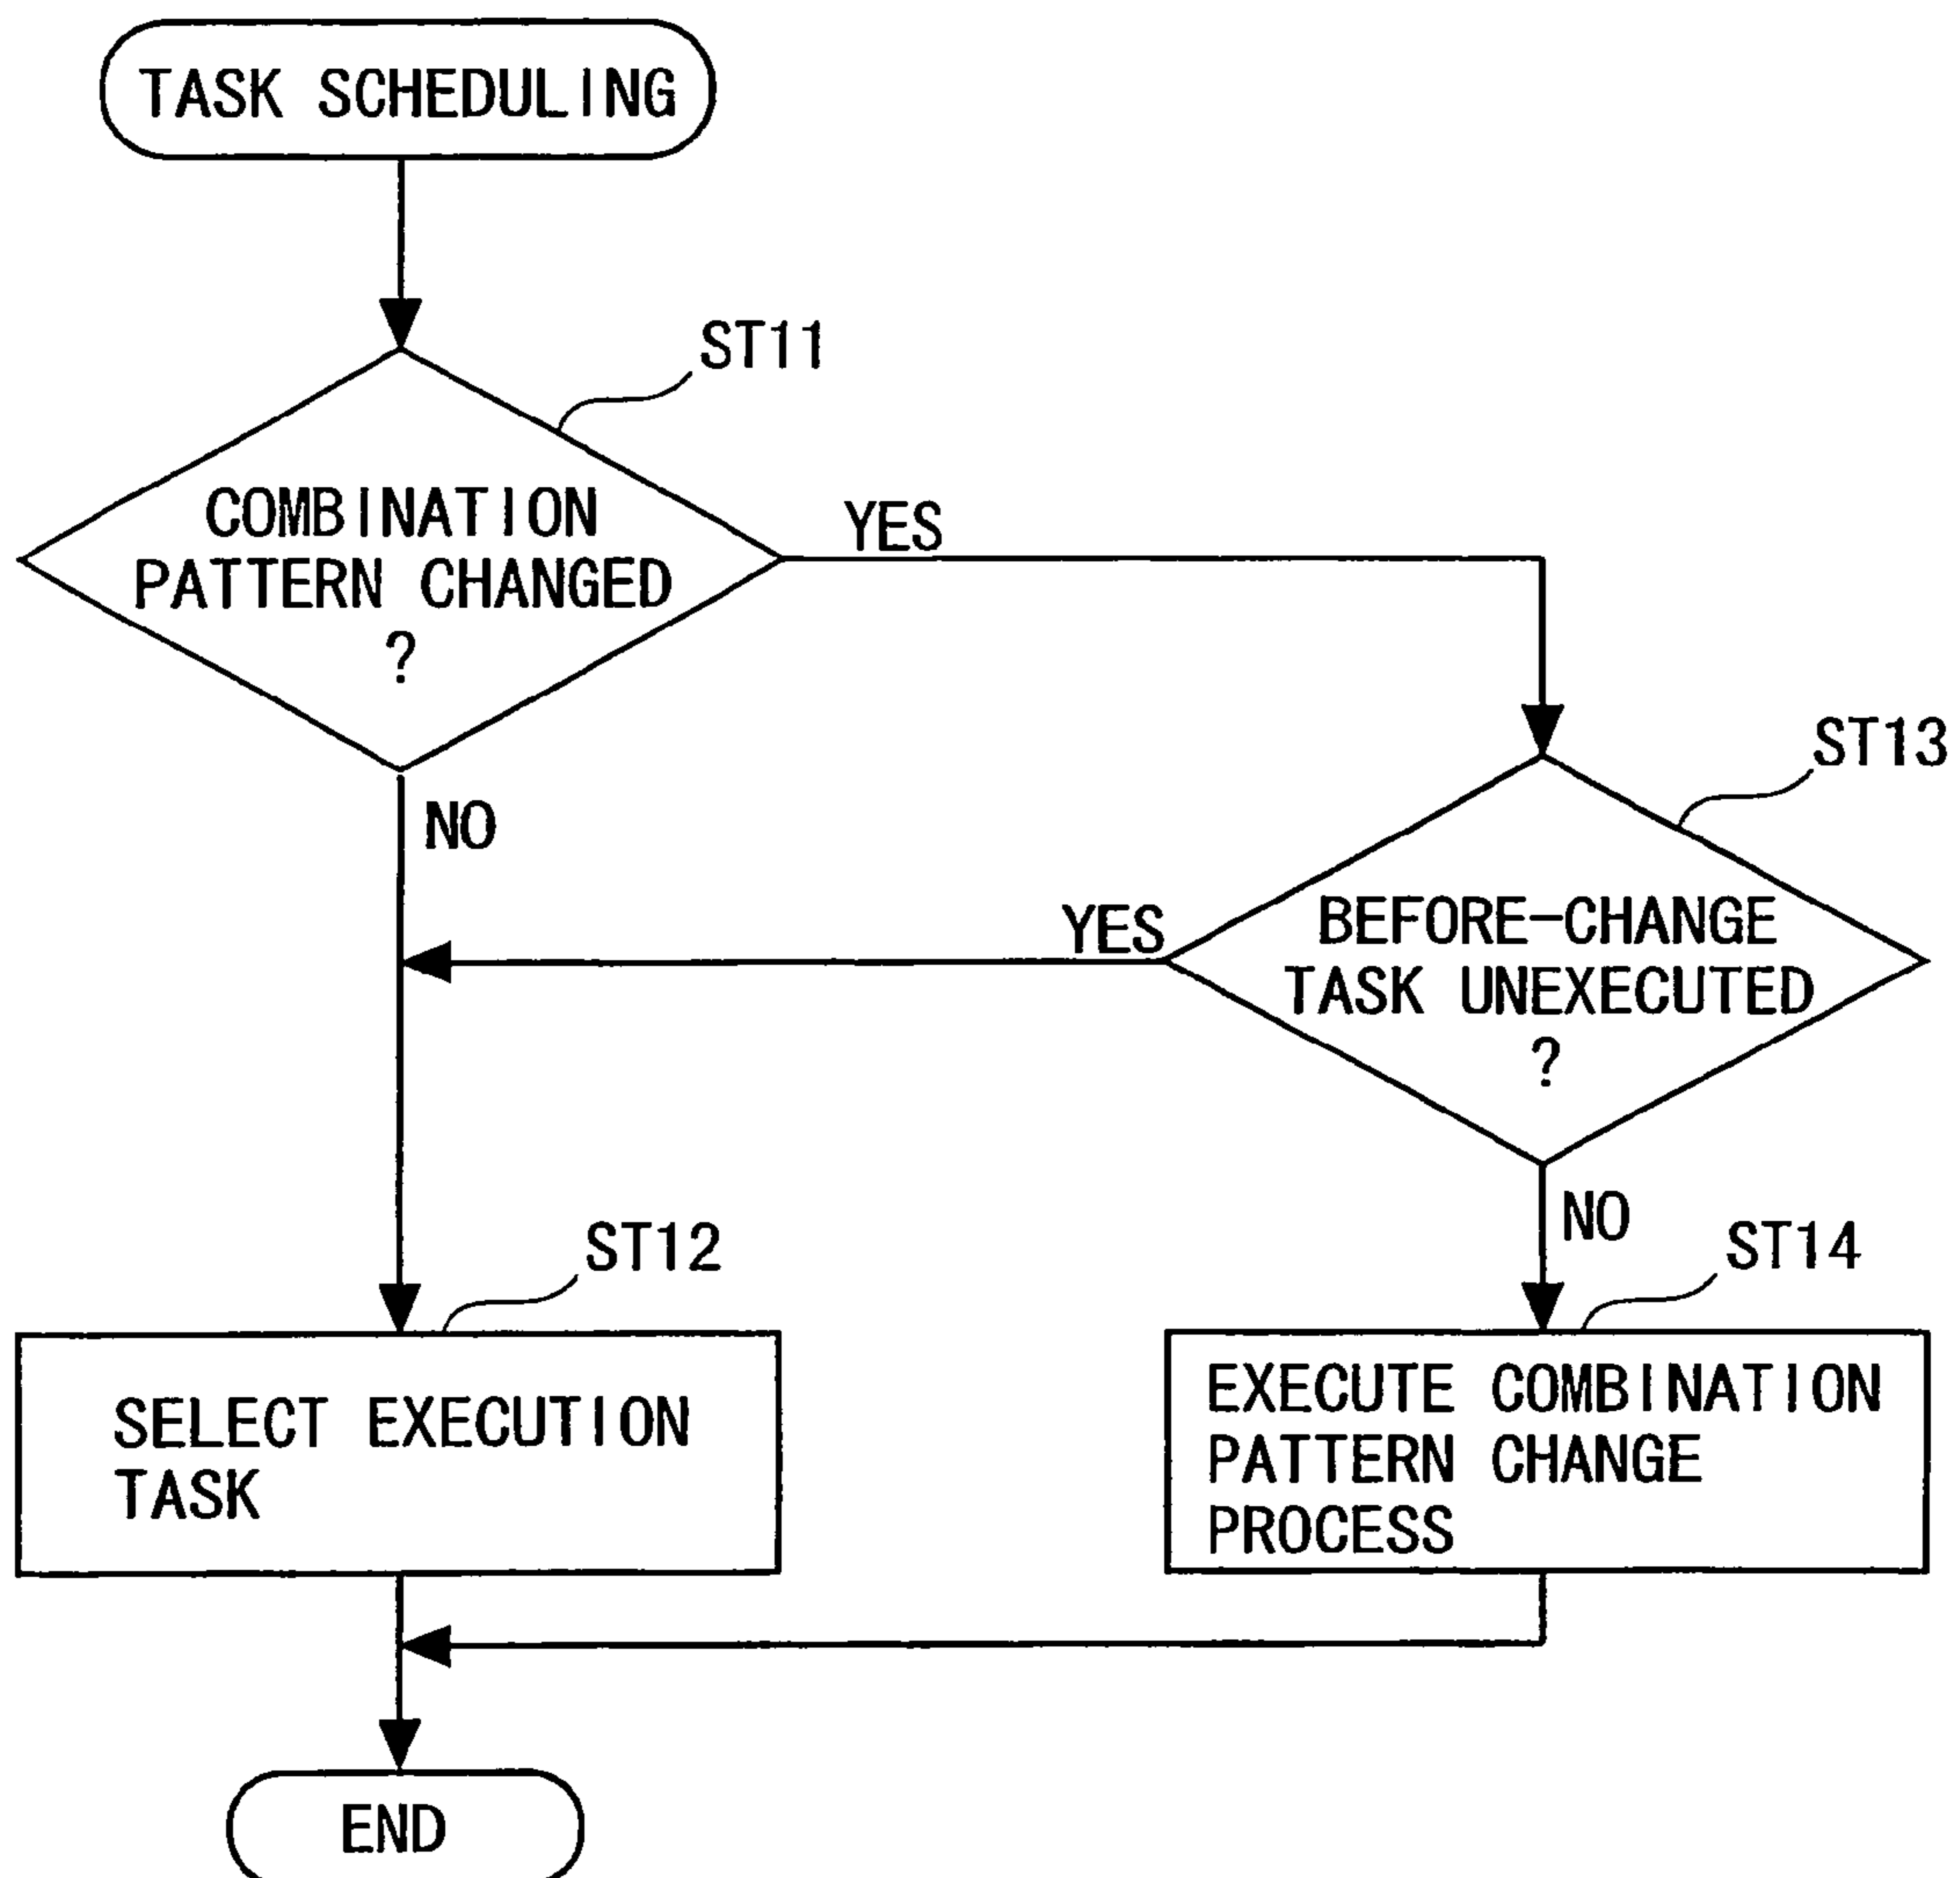 TASK SCHEDULING
ST11
COMBINATION
PATTERN CHANGED
?
YES
NO
ST13
BEFORE-CHANGE
TASK UNEXECUTED
?
YES
NO
ST12
SELECT EXECUTION
TASK
ST14
EXECUTE COMBINATION
PATTERN CHANGE
PROCESS
END